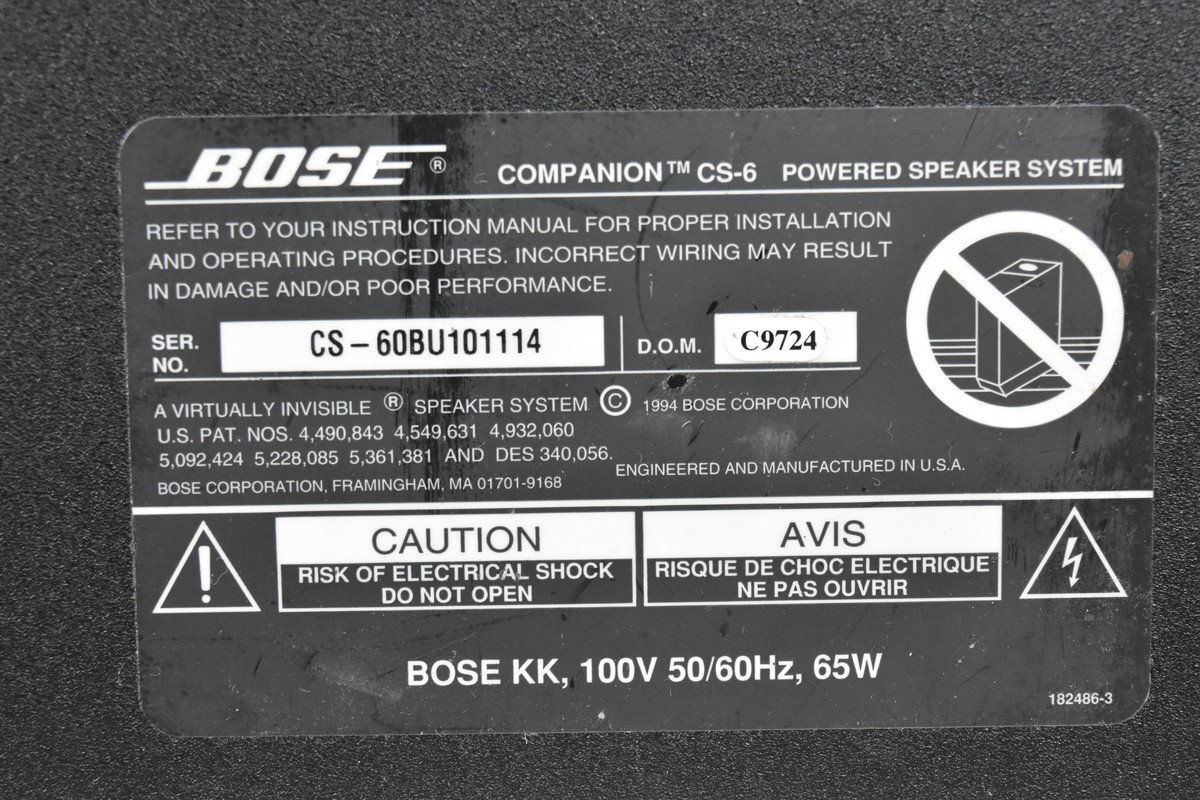 BOSE® COMPANION™ CS-6 POWERED SPEAKER SYSTEM
REFER TO YOUR INSTRUCTION MANUAL FOR PROPER INSTALLATION
AND OPERATING PROCEDURES. INCORRECT WIRING MAY RESULT
IN DAMAGE AND/OR POOR PERFORMANCE.
SER. NO. CS-60BU101114 D.O.M. C9724
A VIRTUALLY INVISIBLE ® SPEAKER SYSTEM © 1994 BOSE CORPORATION
U.S. PAT. NOS. 4,490,843 4,549,631 4,932,060
5,092,424 5,228,085 5,361,381 AND DES 340,056.
ENGINEERED AND MANUFACTURED IN U.S.A.
BOSE CORPORATION, FRAMINGHAM, MA 01701-9168
CAUTION
RISK OF ELECTRICAL SHOCK
DO NOT OPEN
AVIS
RISQUE DE CHOC ELECTRIQUE
NE PAS OUVRIR
BOSE KK, 100V 50/60Hz, 65W
182486-3